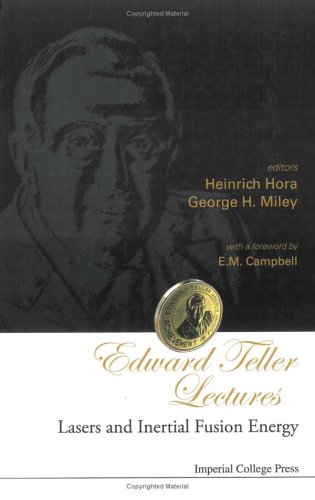 editors
Heinrich Hora
George H. Miley
with a foreword by
E.M. Campbell
Edward Teller
Lectures
Lasers and Inertial Fusion Energy
Imperial College Press